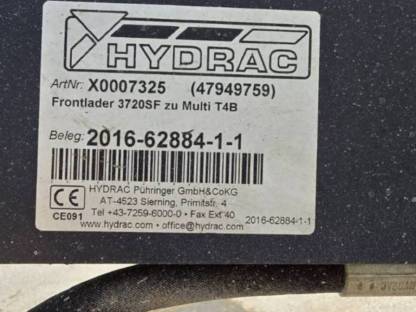 HYDRAC
ArtNr: X0007325 (47949759)
Frontlader 3720SF zu Multi T4B
Beleg: 2016-62884-1-1
HYDRAC Pühringer GmbH&CoKG
AT-4523 Sierning, Primitsfr. 4
Tel +43-7259-6000-0 • Fax Ext 40
CE091
2016-62884-1-1
www.hydrac.com • office@hydrac.com